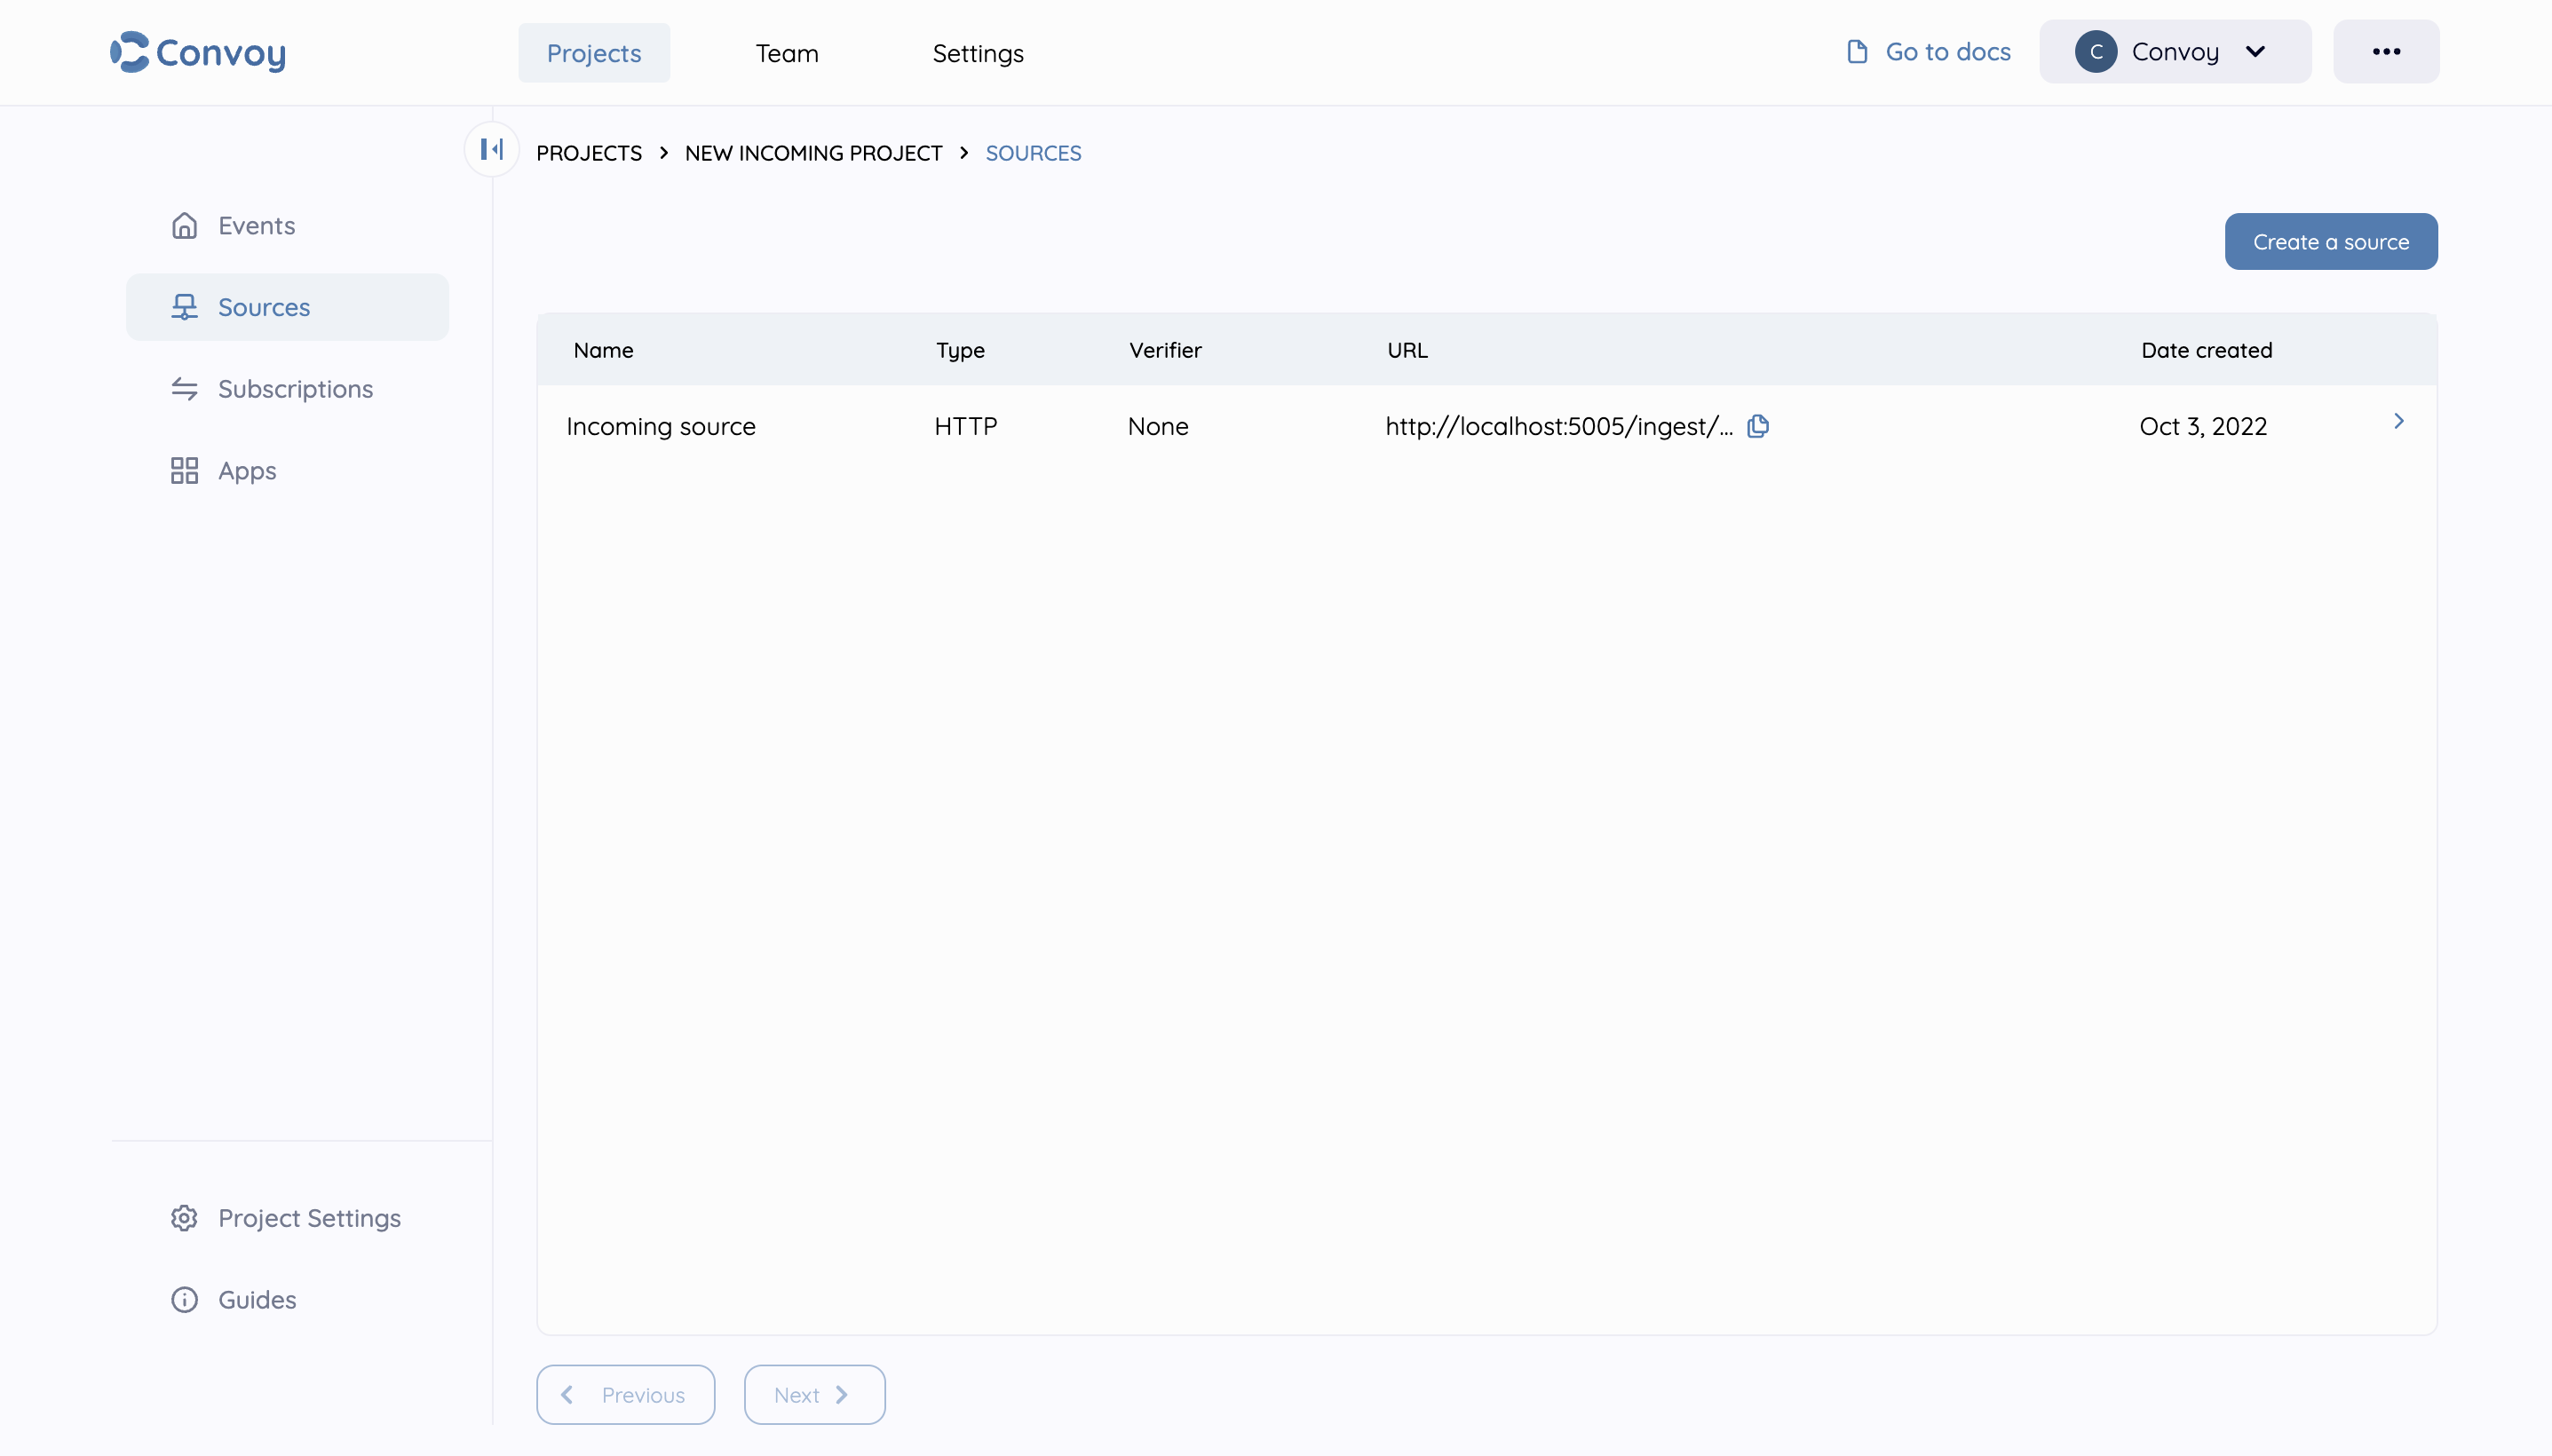 Convoy
Projects
Team
Settings
Go to docs
C
Convoy
PROJECTS
NEW INCOMING PROJECT
SOURCES
Events
Sources
Subscriptions
Apps
Create a source
Name Type Verifier URL Date created
Incoming source HTTP None http://localhost:5005/ingest/... Oct 3, 2022
Project Settings
Guides
Previous
Next